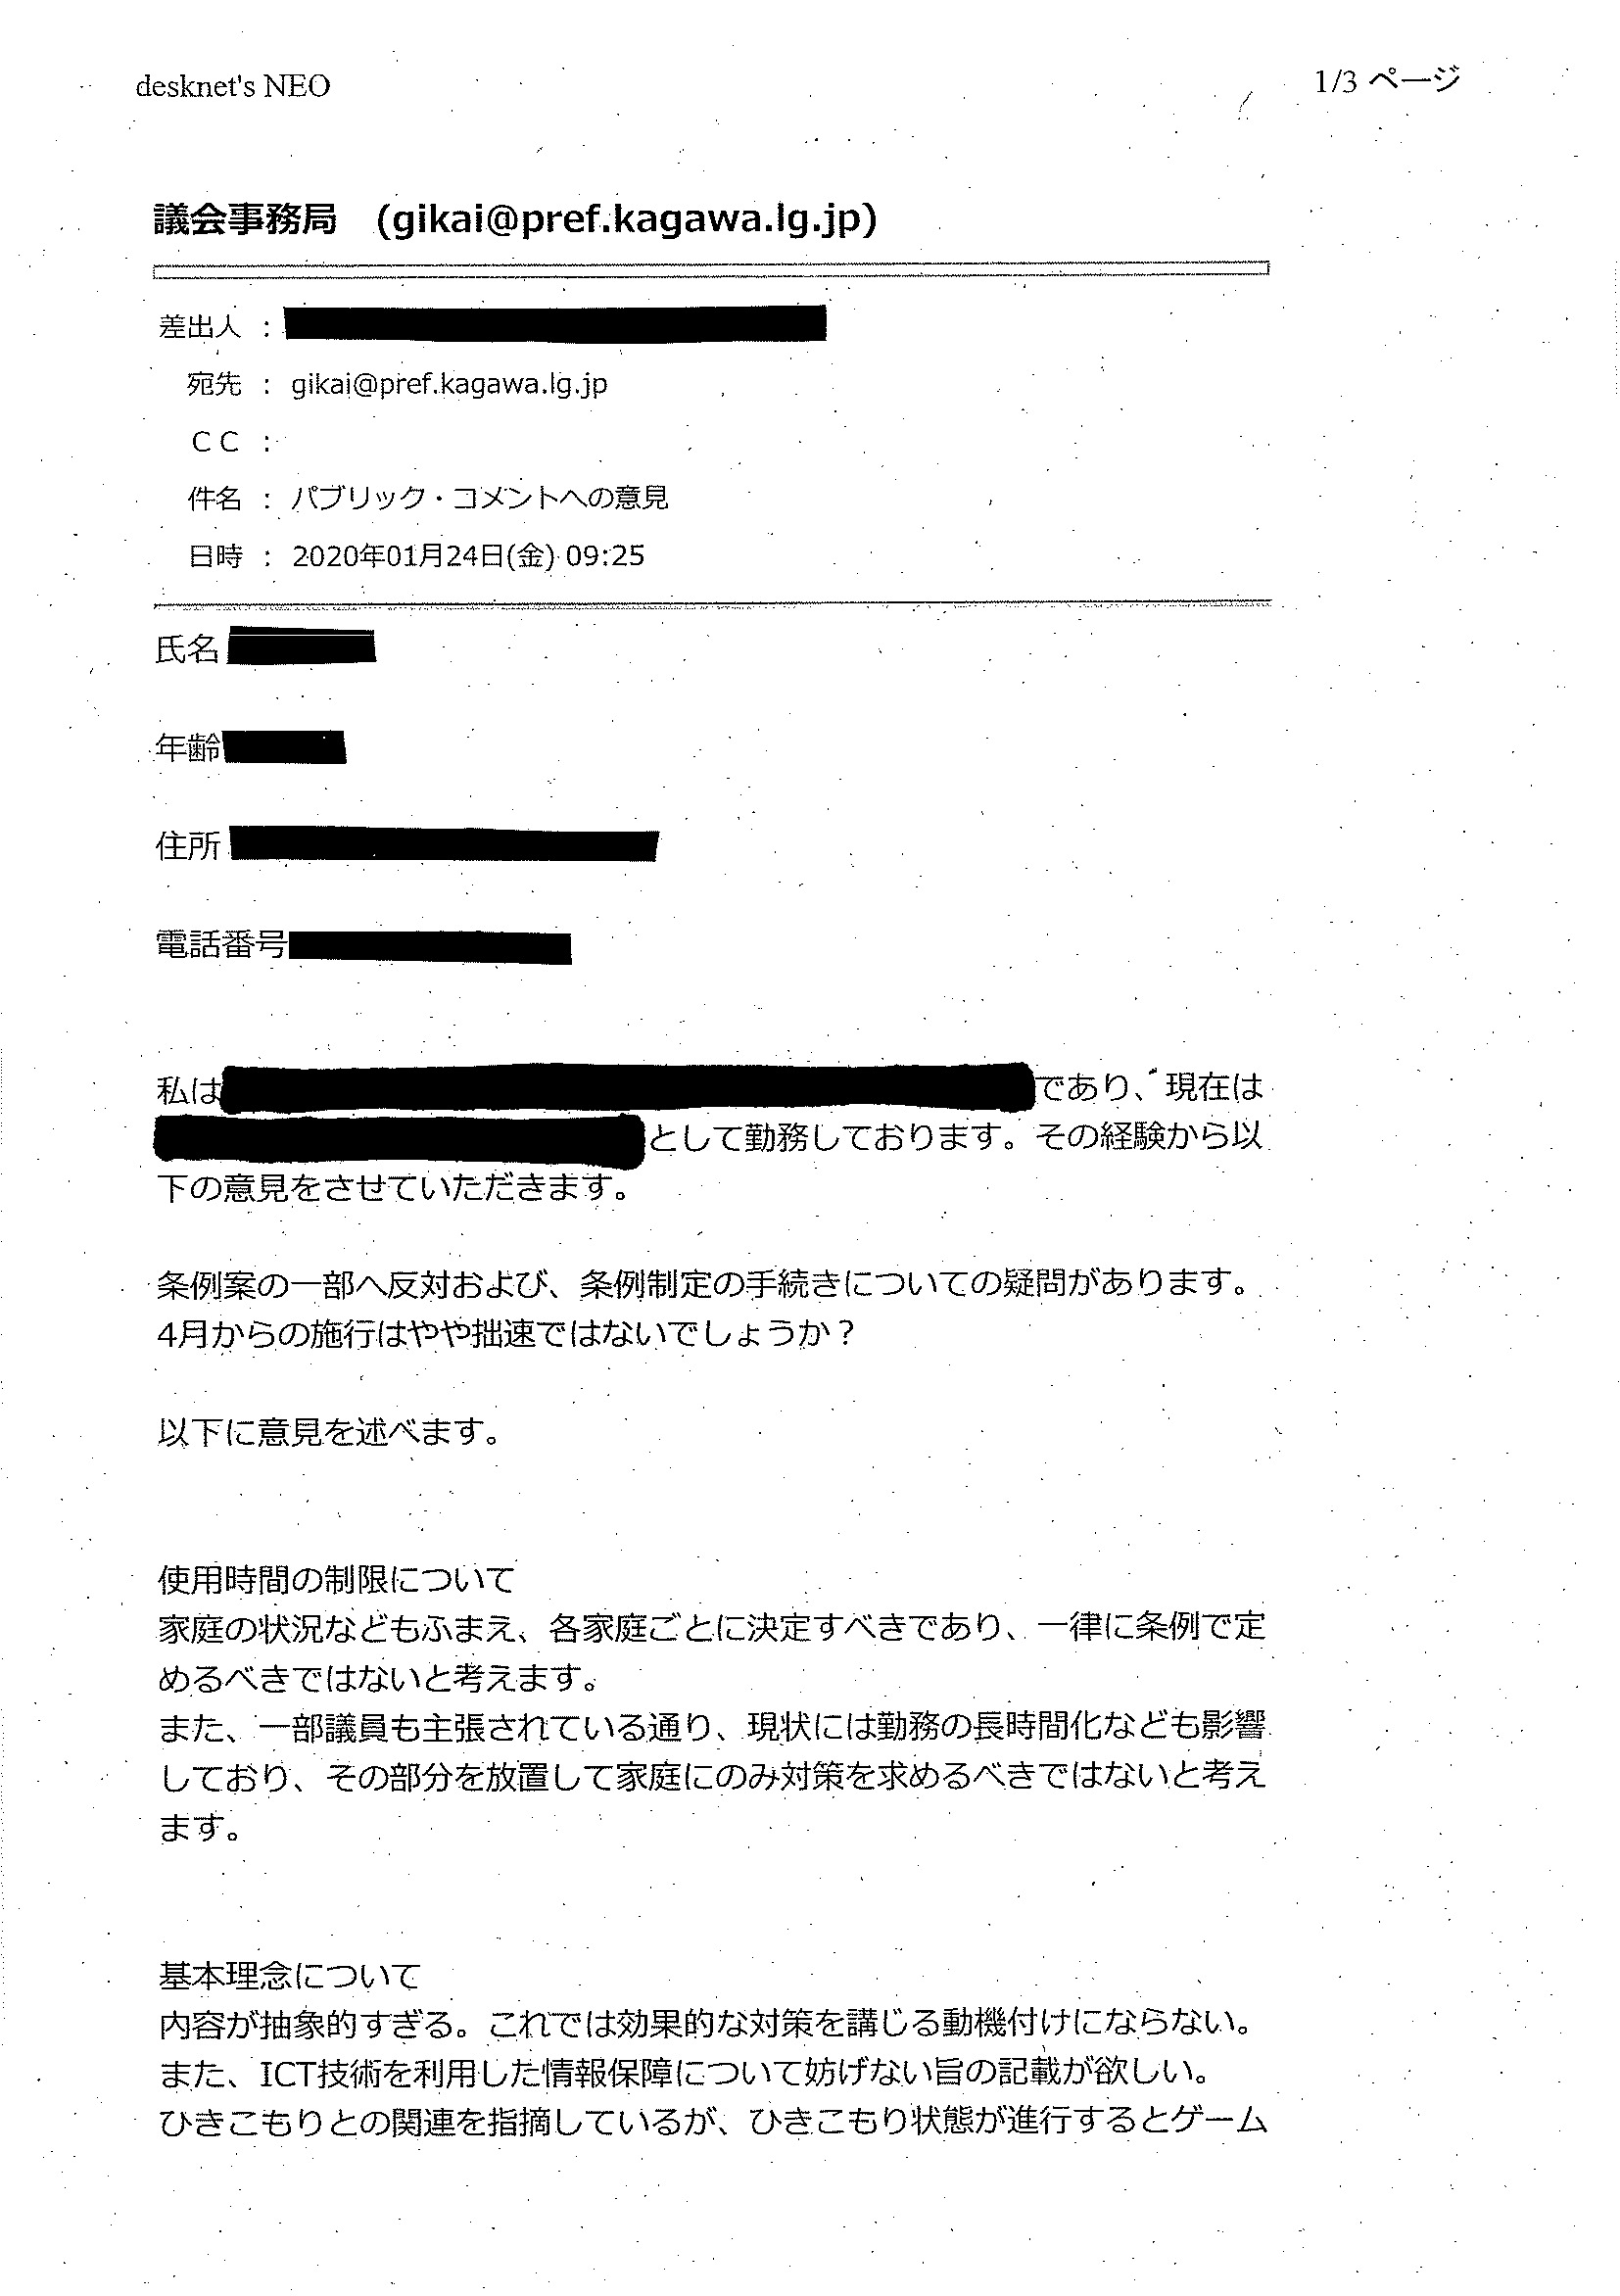 desknet's NEO
1/3 ページ
議会事務局　(gikai@pref.kagawa.lg.jp)
差出人 ：
宛先 ： gikai@pref.kagawa.lg.jp
ＣＣ ：
件名 ： パブリック・コメントへの意見
日時 ： 2020年01月24日(金) 09:25
氏名
年齢
住所
電話番号
私は　であり、現在は
として勤務しております。その経験から以
下の意見をさせていただきます。
条例案の一部へ反対および、条例制定の手続きについての疑問があります。
4月からの施行はやや拙速ではないでしょうか？
以下に意見を述べます。
使用時間の制限について
家庭の状況などもふまえ、各家庭ごとに決定すべきであり、一律に条例で定
めるべきではないと考えます。
また、一部議員も主張されている通り、現状には勤務の長時間化なども影響
しており、その部分を放置して家庭にのみ対策を求めるべきではないと考え
ます。
基本理念について
内容が抽象的すぎる。これでは効果的な対策を講じる動機付けにならない。
また、ICT技術を利用した情報保障について妨げない旨の記載が欲しい。
ひきこもりとの関連を指摘しているが、ひきこもり状態が進行するとゲーム